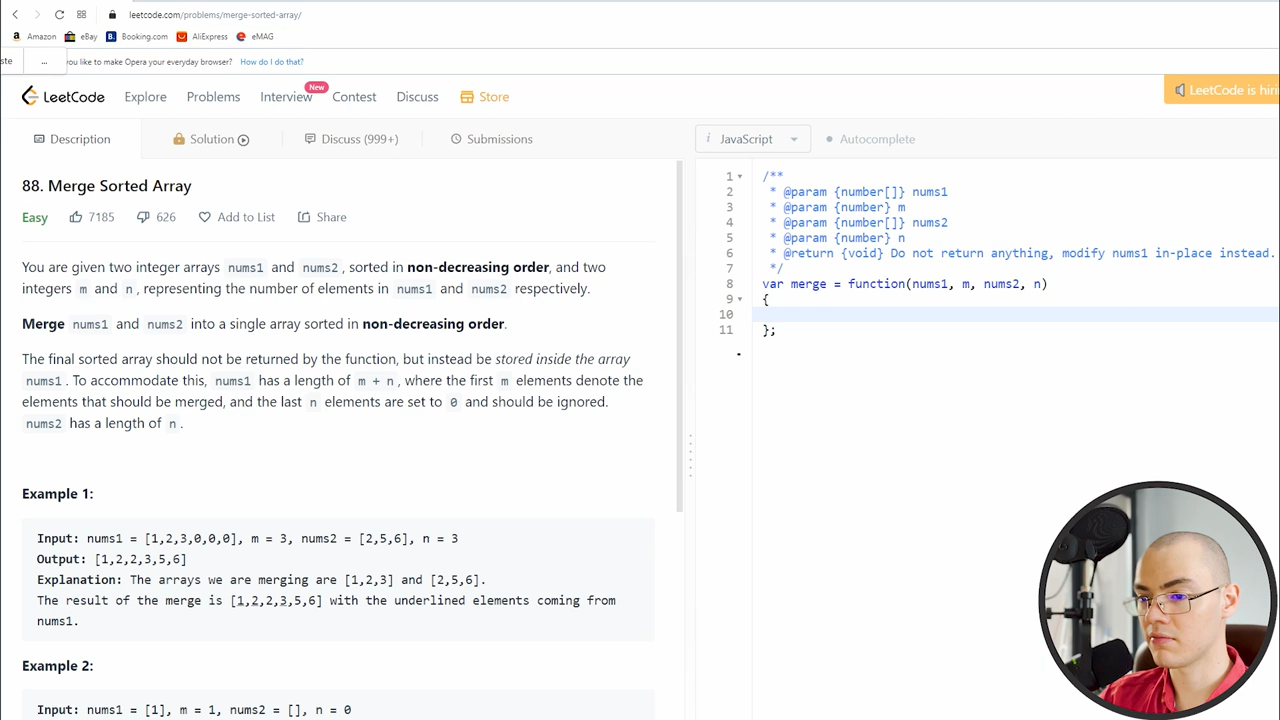 leetcode.com/problems/merge-sorted-array/
Amazon eBay Booking.com AliExpress eMAG
ste ... you like to make Opera your everyday browser? How do I do that?
LeetCode Explore Problems Interview New Contest Discuss Store LeetCode is hiri
Description Solution Discuss (999+) Submissions
88. Merge Sorted Array
Easy 7185 626 Add to List Share
You are given two integer arrays nums1 and nums2, sorted in non-decreasing order, and two
integers m and n, representing the number of elements in nums1 and nums2 respectively.
Merge nums1 and nums2 into a single array sorted in non-decreasing order.
The final sorted array should not be returned by the function, but instead be stored inside the array
nums1. To accommodate this, nums1 has a length of m + n, where the first m elements denote the
elements that should be merged, and the last n elements are set to 0 and should be ignored.
nums2 has a length of n.
Example 1:
Input: nums1 = [1,2,3,0,0,0], m = 3, nums2 = [2,5,6], n = 3
Output: [1,2,2,3,5,6]
Explanation: The arrays we are merging are [1,2,3] and [2,5,6].
The result of the merge is [1,2,2,3,5,6] with the underlined elements coming from
nums1.
Example 2:
Input: nums1 = [1], m = 1, nums2 = [], n = 0
i JavaScript Autocomplete
1 /**
2 * @param {number[]} nums1
3 * @param {number} m
4 * @param {number[]} nums2
5 * @param {number} n
6 * @return {void} Do not return anything, modify nums1 in-place instead.
7 */
8 var merge = function(nums1, m, nums2, n)
9 {
10
11 };